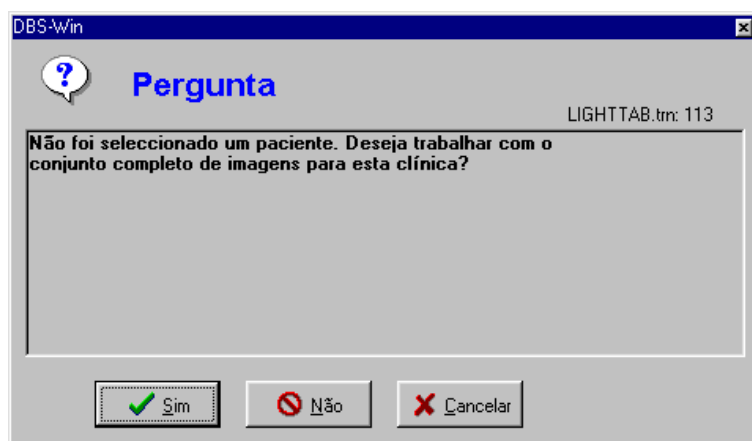 DBS-Win
Pergunta
LIGHTTAB.trn: 113
Não foi seleccionado um paciente. Deseja trabalhar com o
conjunto completo de imagens para esta clínica?
Sim
Não
Cancelar